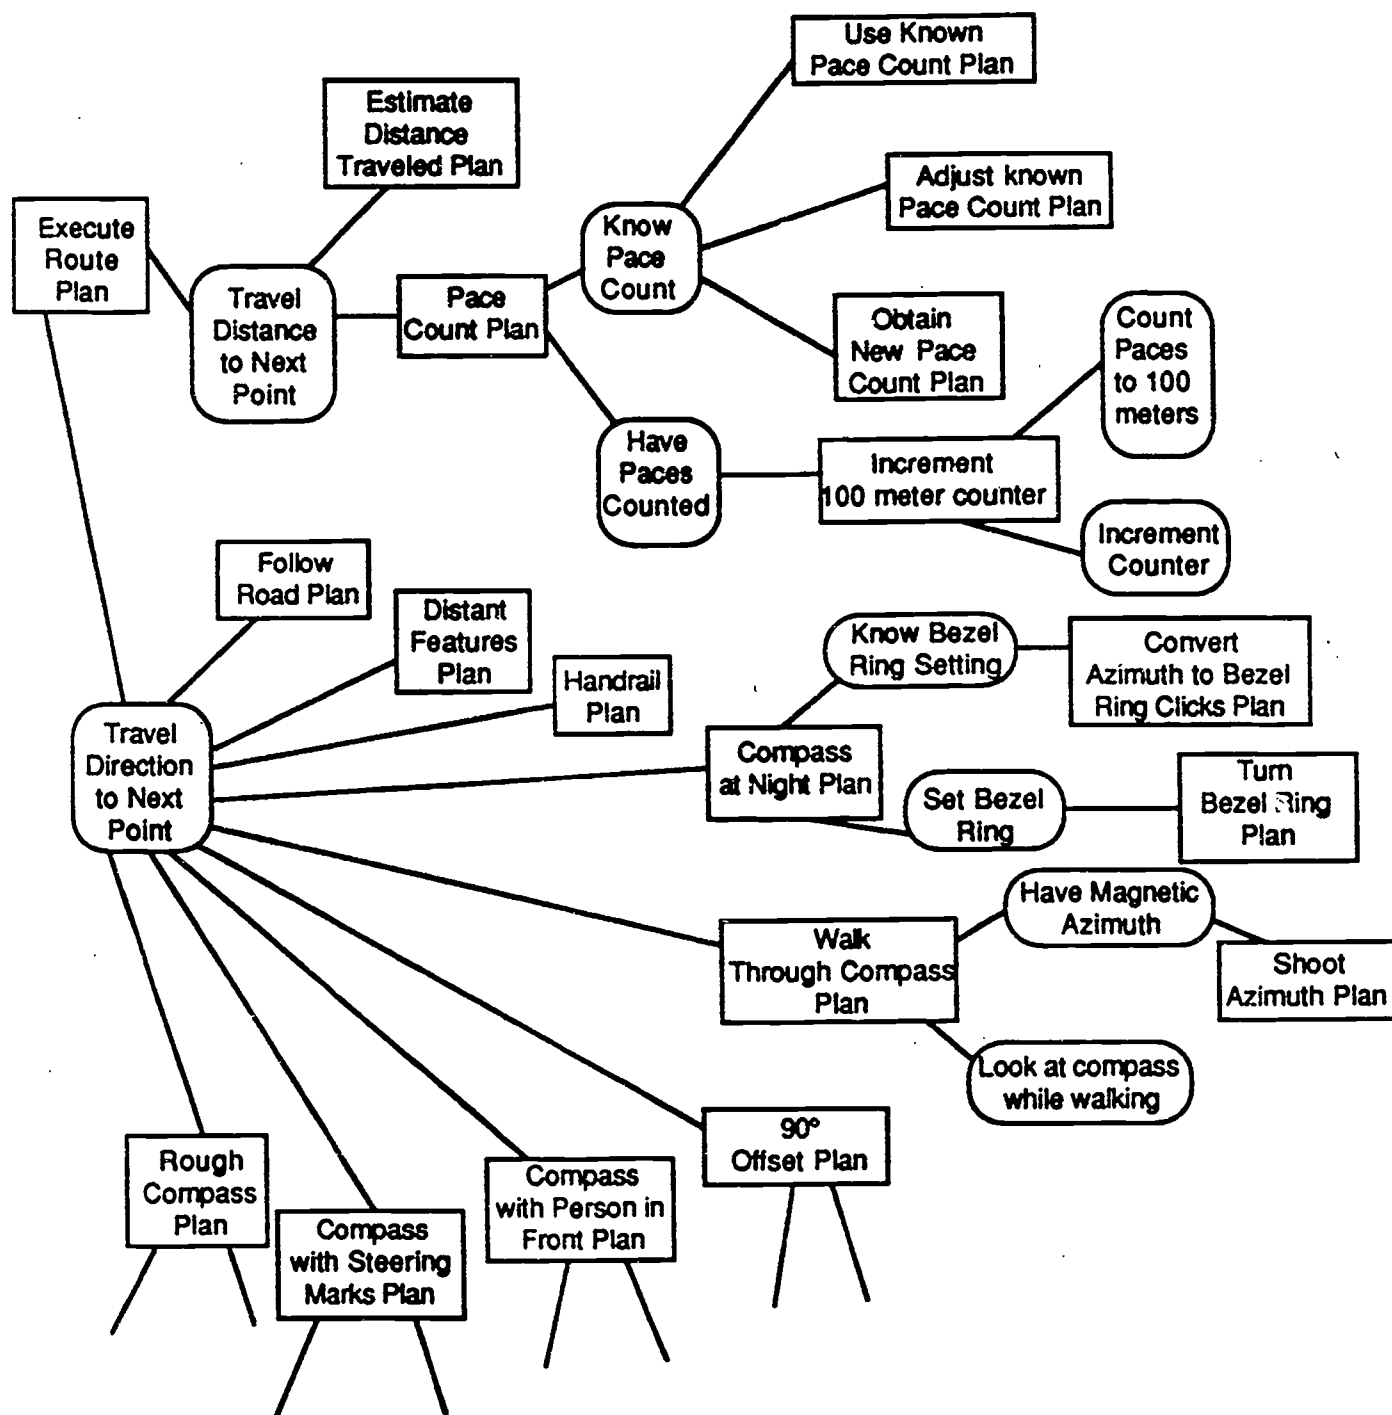 Use Known
Pace Count Plan
Estimate
Distance
Traveled Plan
Adjust known
Pace Count Plan
Execute
Route
Plan
Know
Pace
Count
Travel
Distance
to Next
Point
Pace
Count Plan
Obtain
New Pace
Count Plan
Count
Paces
to 100
meters
Have
Paces
Counted
Increment
100 meter counter
Increment
Counter
Follow
Road Plan
Distant
Features
Plan
Handrail
Plan
Know Bezel
Ring Setting
Convert
Azimuth to Bezel
Ring Clicks Plan
Travel
Direction
to Next
Point
Compass
at Night Plan
Set Bezel
Ring
Turn
Bezel Ring
Plan
Have Magnetic
Azimuth
Walk
Through Compass
Plan
Shoot
Azimuth Plan
Look at compass
while walking
90°
Offset Plan
Rough
Compass
Plan
Compass
with Steering
Marks Plan
Compass
with Person in
Front Plan